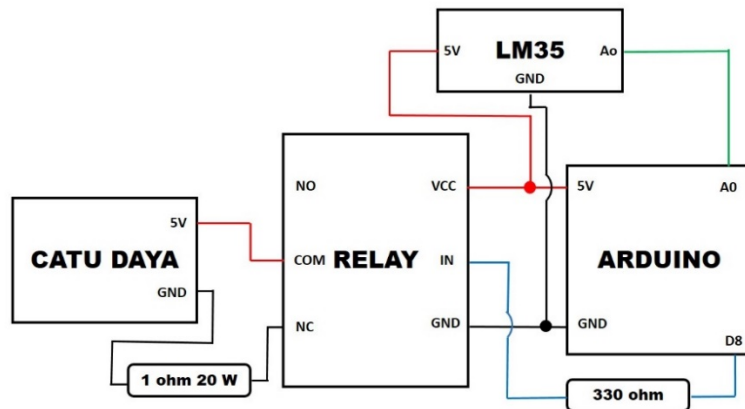 LM35
5V
Ao
GND
NO
VCC
5V
A0
5V
CATU DAYA
COM
RELAY
IN
ARDUINO
GND
NC
GND
GND
D8
1 ohm 20 W
330 ohm